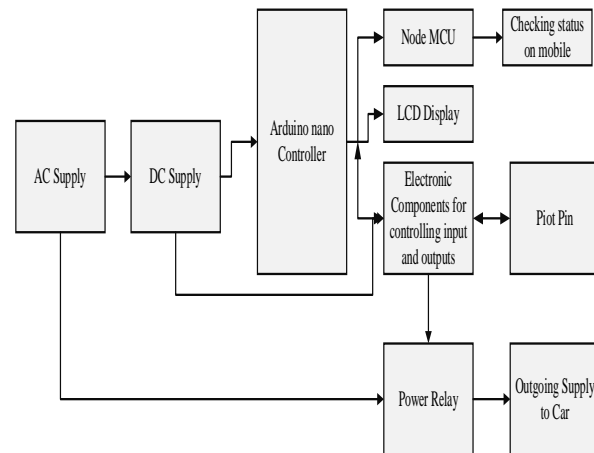 Node MCU
Checking status
on mobile
Arduino nano
Controller
LCD Display
AC Supply
DC Supply
Electronic
Components for
controlling input
and outputs
Piot Pin
Power Relay
Outgoing Supply
to Car